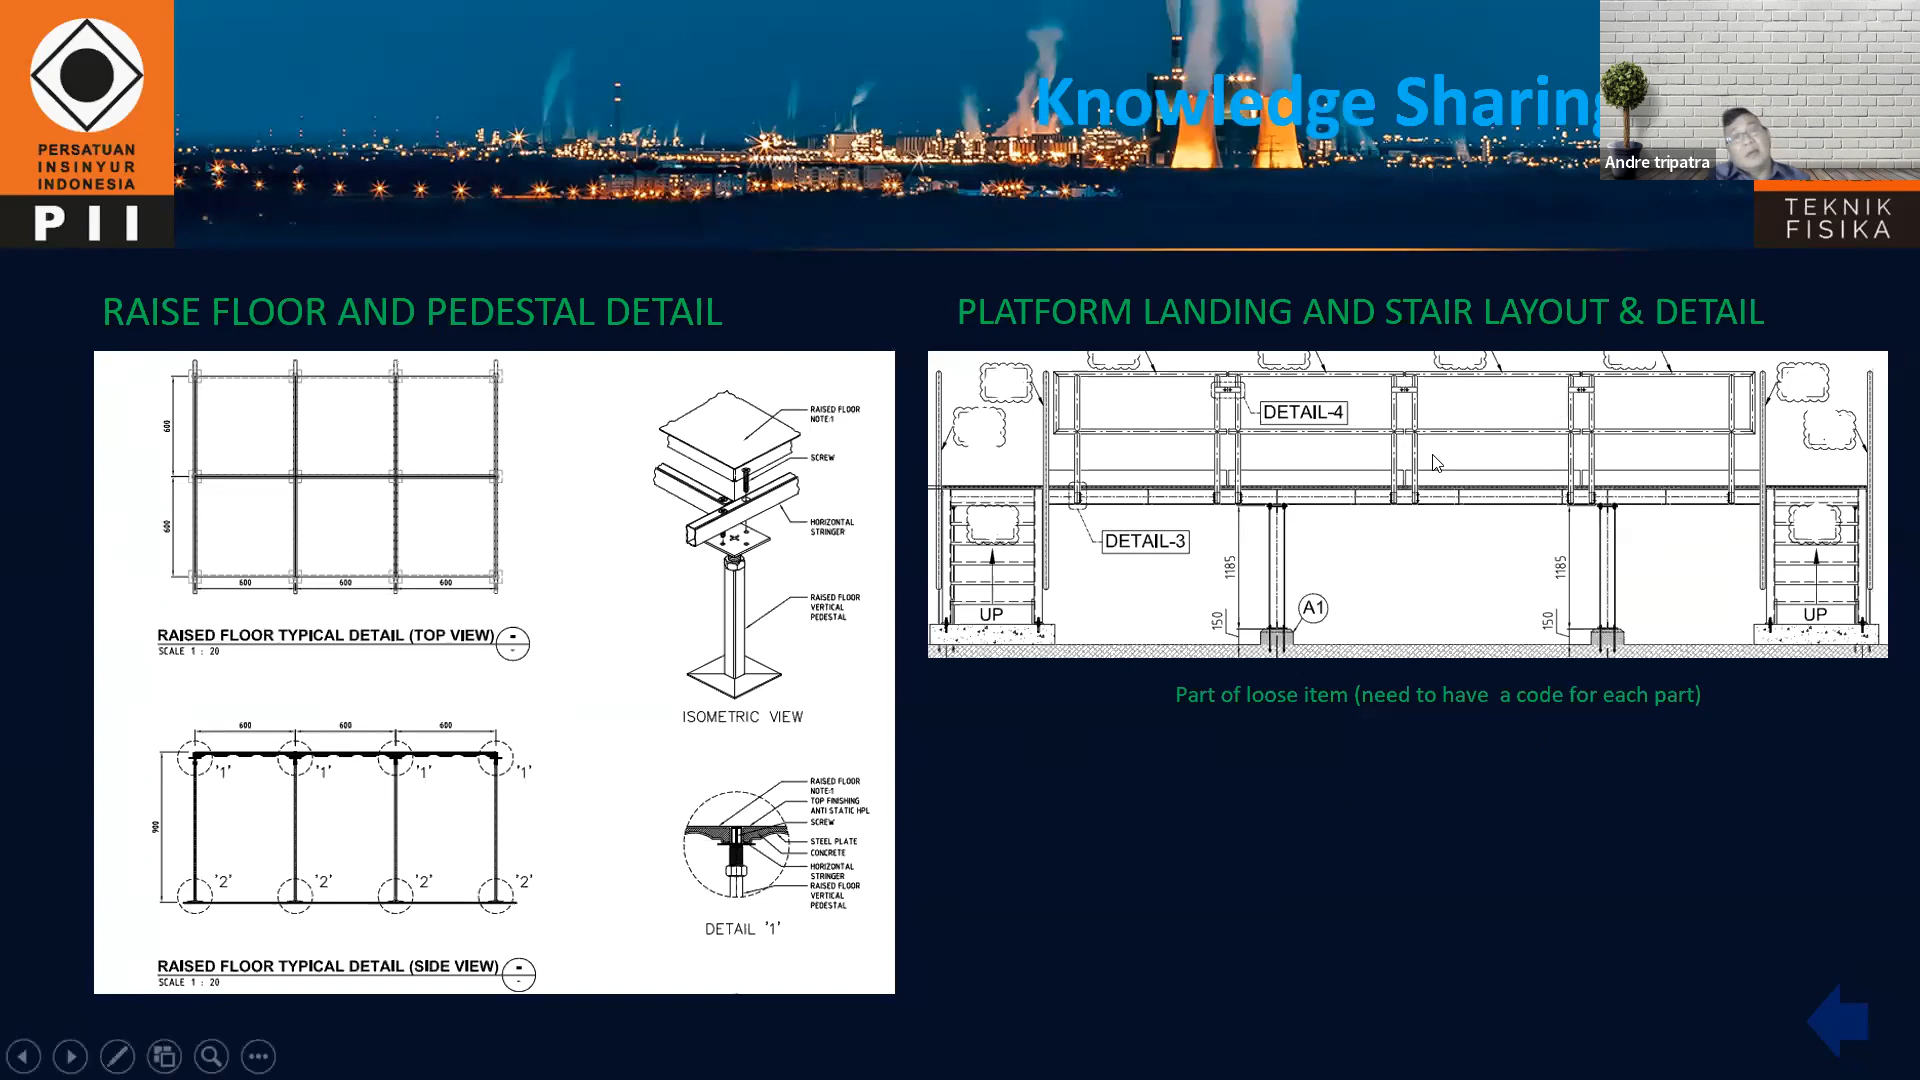 PERSATUAN
INSINYUR
INDONESIA
PII
Knowledge Sharing
Andre tripatra
TEKNIK
FISIKA
RAISE FLOOR AND PEDESTAL DETAIL
600
600
600
600
600
RAISED FLOOR TYPICAL DETAIL (TOP VIEW)
SCALE 1 : 20
-
-
RAISED FLOOR
NOTE:1
SCREW
HORIZONTAL
STRINGER
RAISED FLOOR
VERTICAL
PEDESTAL
ISOMETRIC VIEW
600
600
600
'1'
'1'
'1'
'1'
900
'2'
'2'
'2'
'2'
RAISED FLOOR TYPICAL DETAIL (SIDE VIEW)
SCALE 1 : 20
-
-
RAISED FLOOR
NOTE:1
TOP FINISHING
ANTI STATIC HPL
SCREW
STEEL PLATE
CONCRETE
HORIZONTAL
STRINGER
RAISED FLOOR
VERTICAL
PEDESTAL
DETAIL '1'
PLATFORM LANDING AND STAIR LAYOUT & DETAIL
DETAIL-4
DETAIL-3
1185
1185
A1
150
150
UP
UP
Part of loose item (need to have  a code for each part)